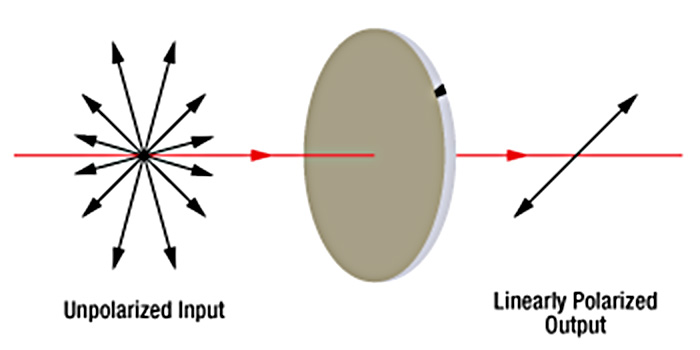 Unpolarized Input
Linearly Polarized
Output